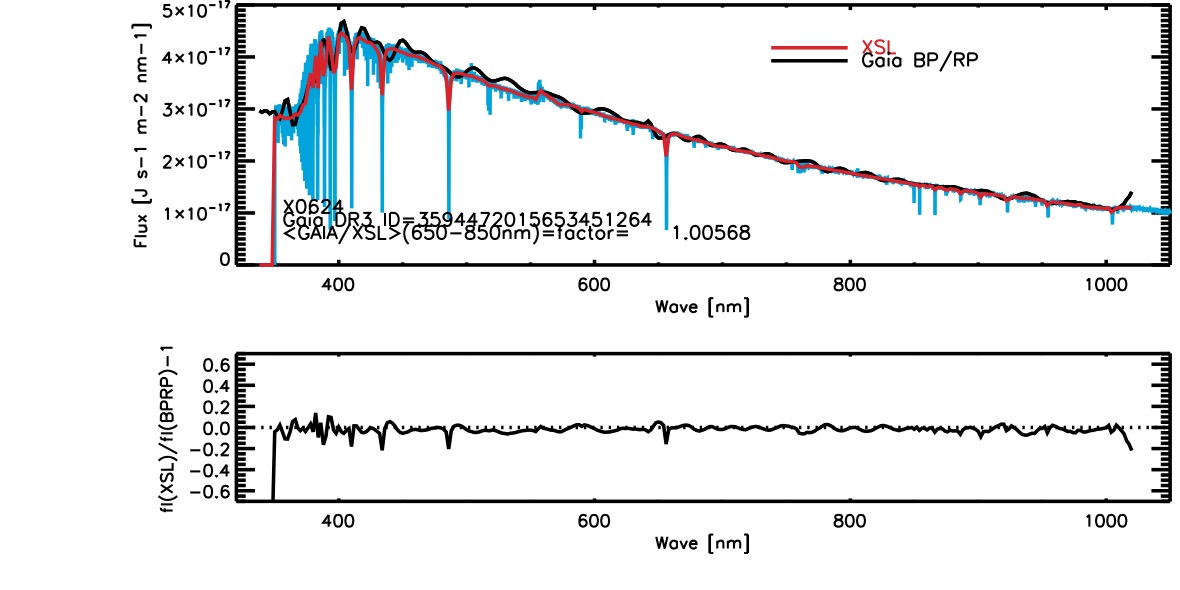 5×10−17
4×10−17
3×10−17
2×10−17
1×10−17
0
Flux [J s−1 m−2 nm−1]
XSL
Gaia BP/RP
X0624
Gaia DR3 ID=3594472015653451264
<GAIA/XSL>(650−850nm)=factor= 1.00568
400 600 800 1000
Wave [nm]
0.6
0.4
0.2
0.0
−0.2
−0.4
−0.6
fl(XSL)/fl(BPRP)−1
400 600 800 1000
Wave [nm]